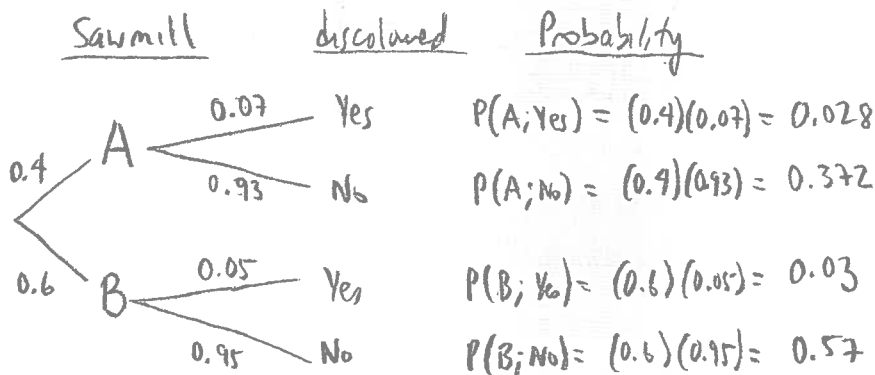 Sawmill discoloured Probability
0.07 Yes P(A; Yes) = (0.4)(0.07) = 0.028
0.4 A
0.93 No P(A; No) = (0.4)(0.93) = 0.372
0.6 B 0.05 Yes P(B; Yes) = (0.6)(0.05) = 0.03
0.95 No P(B; No) = (0.6)(0.95) = 0.57